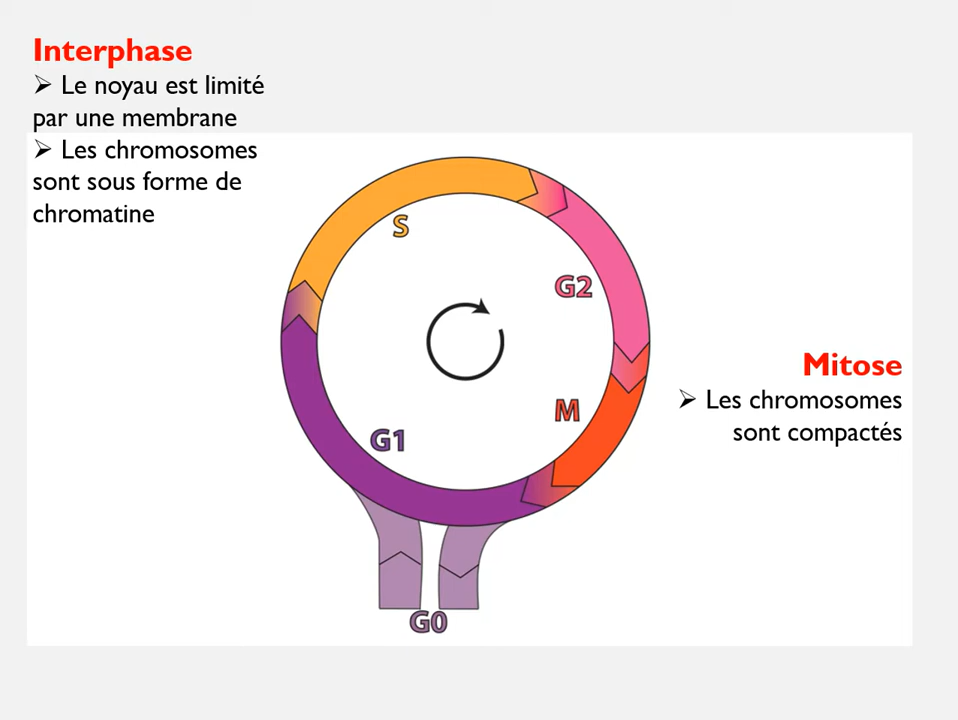 Interphase
➢ Le noyau est limité
par une membrane
➢ Les chromosomes
sont sous forme de
chromatine
S
G2
Mitose
➢ Les chromosomes
sont compactés
M
G1
G0